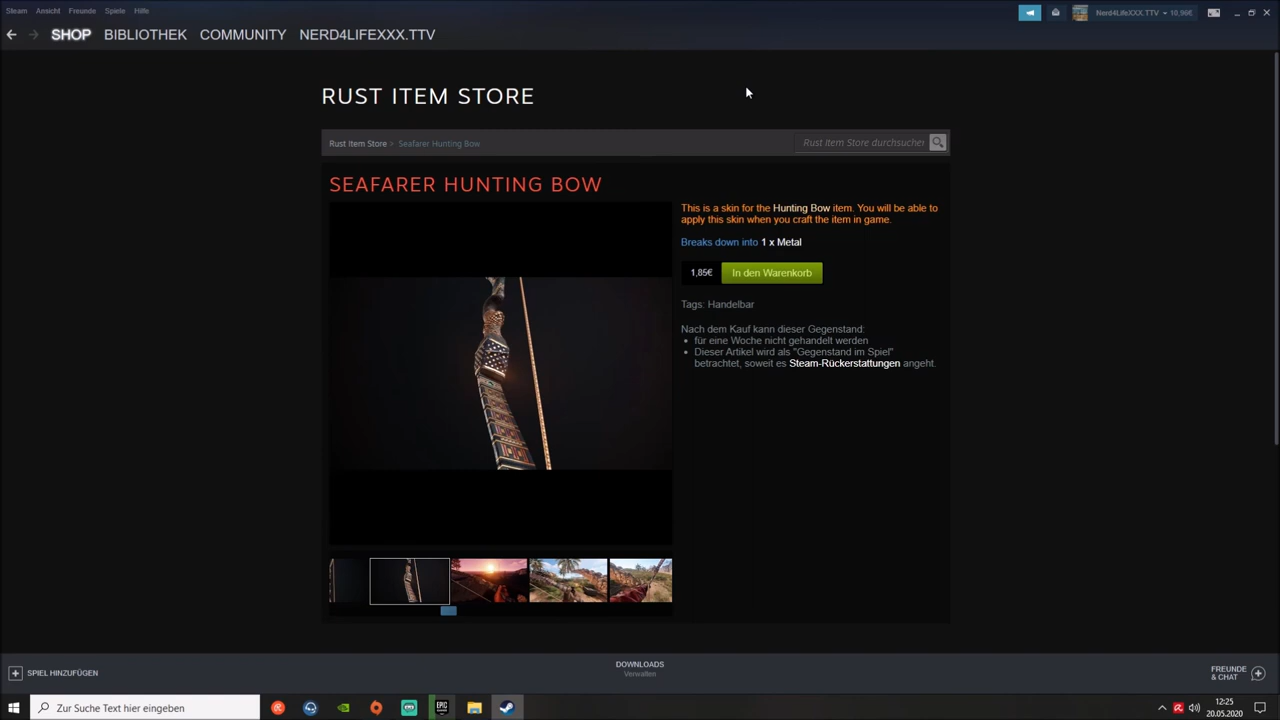 Steam Ansicht Freunde Spiele Hilfe
Nerd4LifeXXX.TTV 10,96€
SHOP BIBLIOTHEK COMMUNITY NERD4LIFEXXX.TTV
RUST ITEM STORE
Rust Item Store > Seafarer Hunting Bow
Rust Item Store durchsuchen
SEAFARER HUNTING BOW
This is a skin for the Hunting Bow item. You will be able to
apply this skin when you craft the item in game.
Breaks down into 1 x Metal
1,85€ In den Warenkorb
Tags: Handelbar
Nach dem Kauf kann dieser Gegenstand:
• für eine Woche nicht gehandelt werden
• Dieser Artikel wird als "Gegenstand im Spiel"
betrachtet, soweit es Steam-Rückerstattungen angeht.
SPIEL HINZUFÜGEN
DOWNLOADS
Verwalten
FREUNDE
& CHAT
Zur Suche Text hier eingeben
EPIC
12:25
20.05.2020